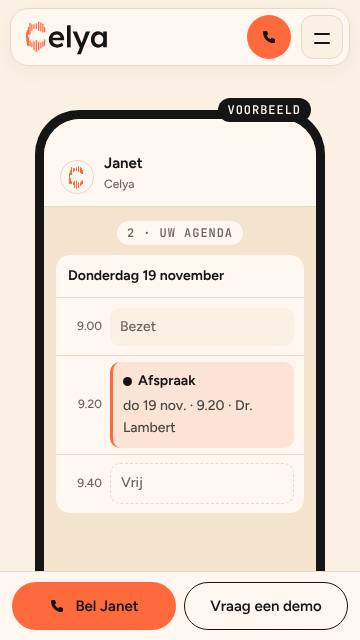 Celya
VOORBEELD
Janet
Celya
2 · UW AGENDA
Donderdag 19 november
9.00 Bezet
Afspraak
9.20 do 19 nov. · 9.20 · Dr.
Lambert
9.40 Vrij
Bel Janet Vraag een demo